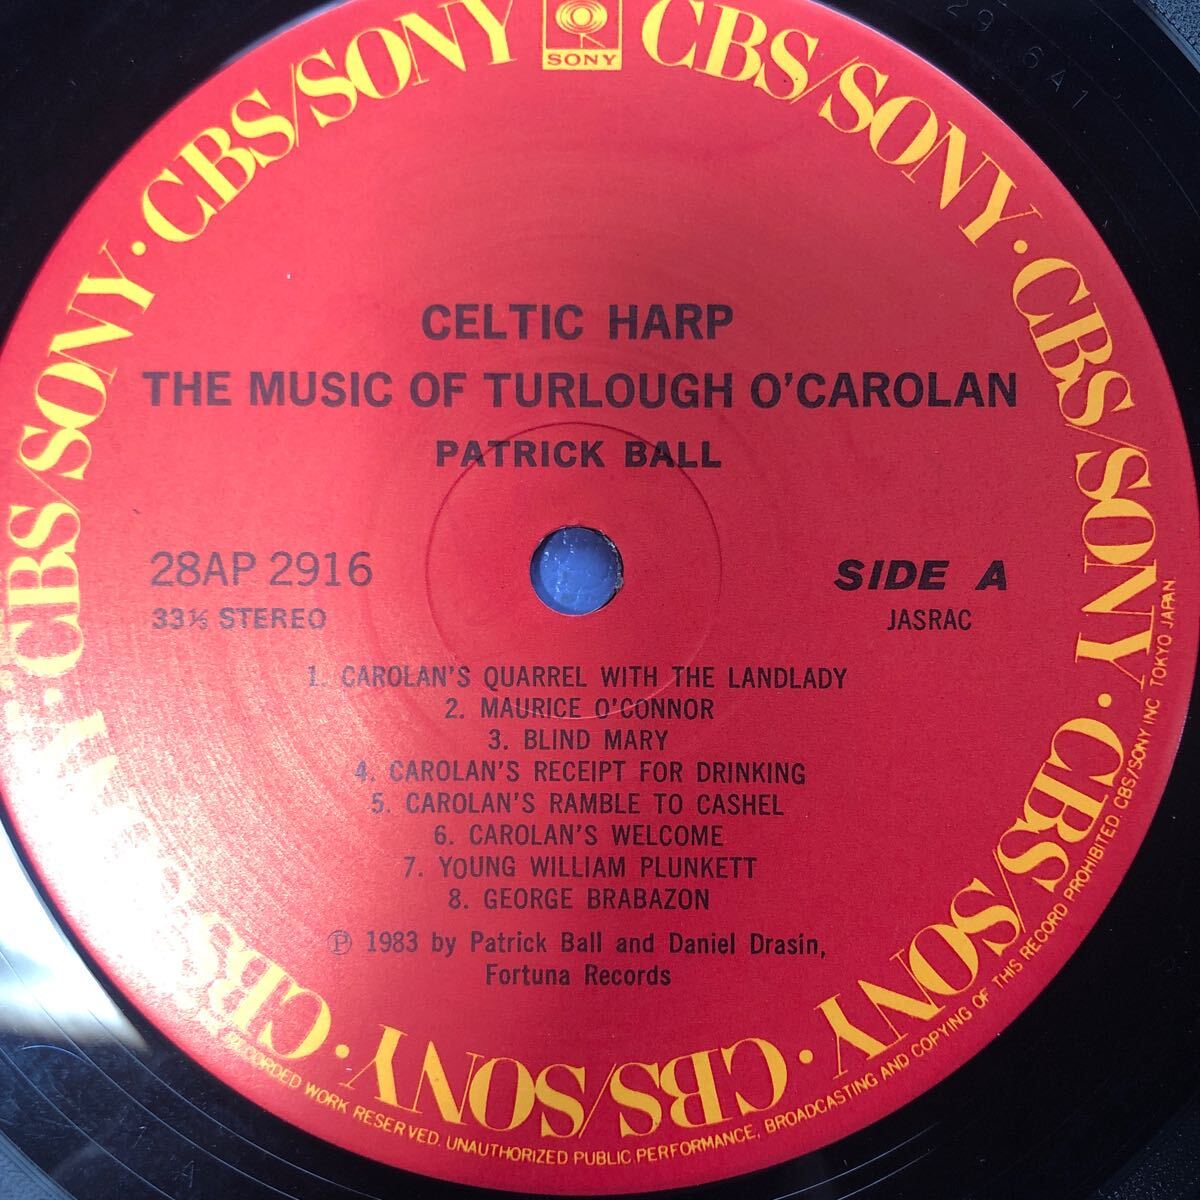 SONY
CBS/SONY · CBS/SONY · CBS/SONY · CBS/SONY · CBS/SONY · CBS/SONY · CBS/SONY · CBS/SONY
29 6A1
CELTIC HARP
THE MUSIC OF TURLOUGH O'CAROLAN
PATRICK BALL
28AP 2916
33⅓ STEREO
SIDE A
JASRAC
1. CAROLAN'S QUARREL WITH THE LANDLADY
2. MAURICE O'CONNOR
3. BLIND MARY
4. CAROLAN'S RECEIPT FOR DRINKING
5. CAROLAN'S RAMBLE TO CASHEL
6. CAROLAN'S WELCOME
7. YOUNG WILLIAM PLUNKETT
8. GEORGE BRABAZON
Ⓟ 1983 by Patrick Ball and Daniel Drasin,
Fortuna Records
RECORDED WORK RESERVED. UNAUTHORIZED PUBLIC PERFORMANCE, BROADCASTING AND COPYING OF THIS RECORD PROHIBITED. CBS/SONY INC. TOKYO JAPAN